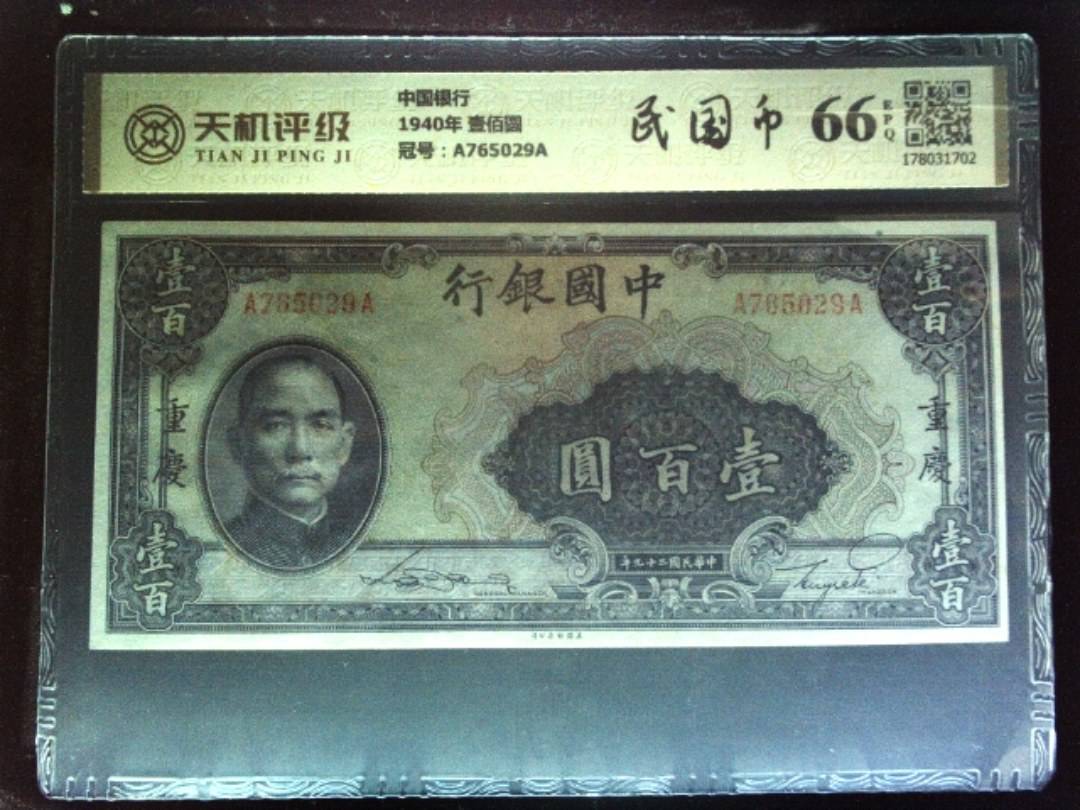 天机评级
TIAN JI PING JI
中国银行
1940年 壹佰圆
冠号：A765029A
民国币
66
EPQ
178031702
行銀國中
壹百
壹百
A765029A
A765029A
重慶
重慶
圓百壹
壹百
壹百
年九十二國民華中